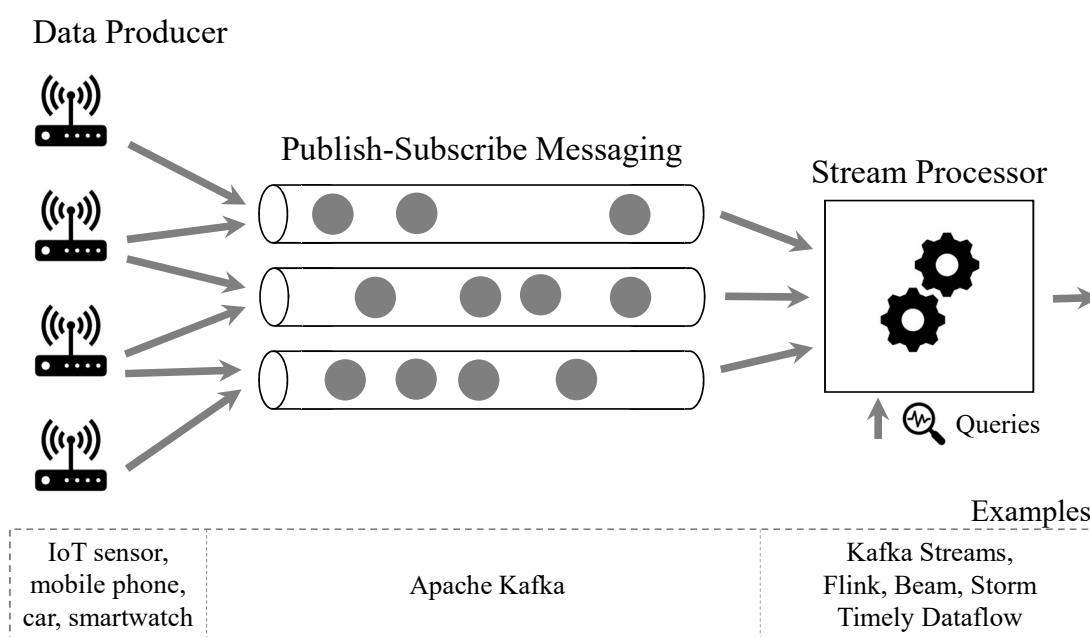 Data Producer
Publish-Subscribe Messaging
Stream Processor
Queries
Examples
IoT sensor,
mobile phone,
car, smartwatch
Apache Kafka
Kafka Streams,
Flink, Beam, Storm
Timely Dataflow